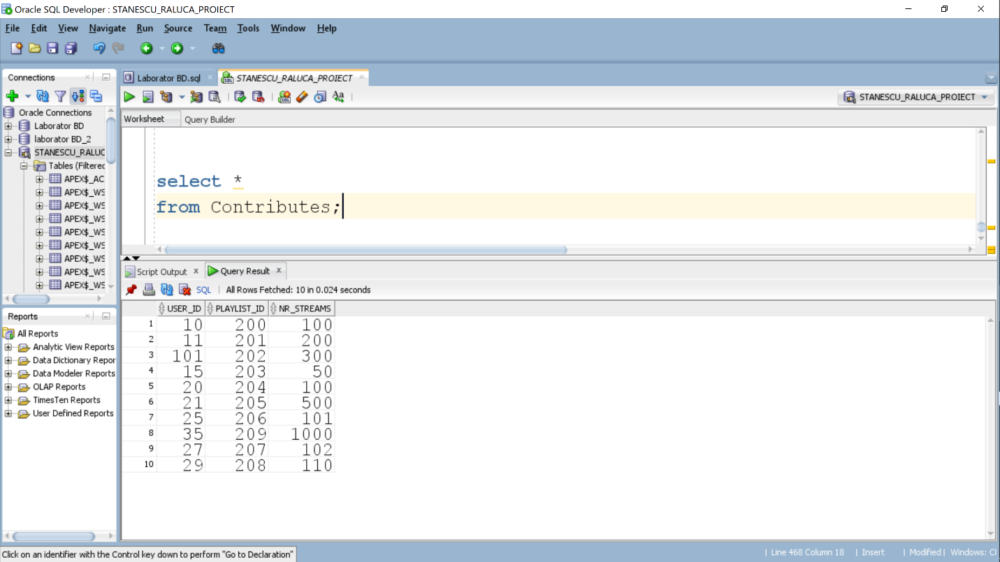 Oracle SQL Developer : STANESCU_RALUCA_PROIECT
File Edit View Navigate Run Source Team Tools Window Help
Connections
Oracle Connections
Laborator BD
laborator BD_2
STANESCU_RALUC
Tables (Filtered
APEX$_AC
APEX$_WS
APEX$_WS
APEX$_WS
APEX$_WS
APEX$_WS
APEX$_WS
APEX$_WS
APEX$_WS
Reports
All Reports
Analytic View Reports
Data Dictionary Repor
Data Modeler Reports
OLAP Reports
TimesTen Reports
User Defined Reports
Laborator BD.sql STANESCU_RALUCA_PROIECT
STANESCU_RALUCA_PROIECT
Worksheet Query Builder
select *
from Contributes;
Script Output Query Result
SQL | All Rows Fetched: 10 in 0.024 seconds
USER_ID PLAYLIST_ID NR_STREAMS
1 10 200 100
2 11 201 200
3 101 202 300
4 15 203 50
5 20 204 100
6 21 205 500
7 25 206 101
8 35 209 1000
9 27 207 102
10 29 208 110
Click on an identifier with the Control key down to perform "Go to Declaration"
| Line 468 Column 18 | Insert | Modified | Windows: Cl